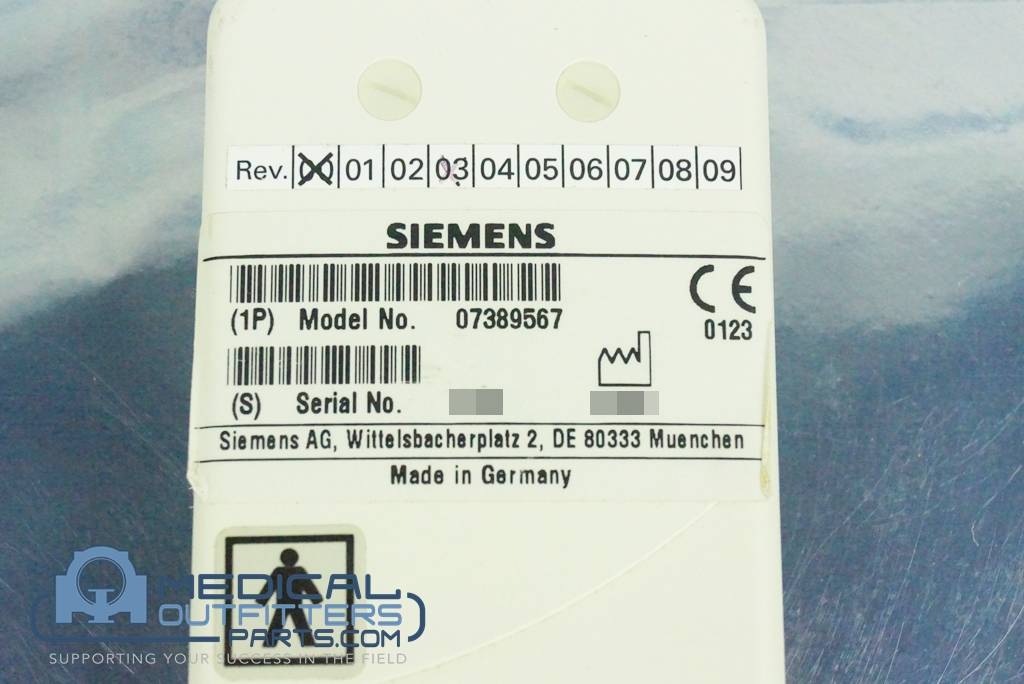 Rev. 00 01 02 03 04 05 06 07 08 09
SIEMENS
(1P) Model No. 07389567
0123
(S) Serial No.
Siemens AG, Wittelsbacherplatz 2, DE 80333 Muenchen
Made in Germany
MEDICAL
OUTFITTERS
PARTS.COM
SUPPORTING YOUR SUCCESS IN THE FIELD